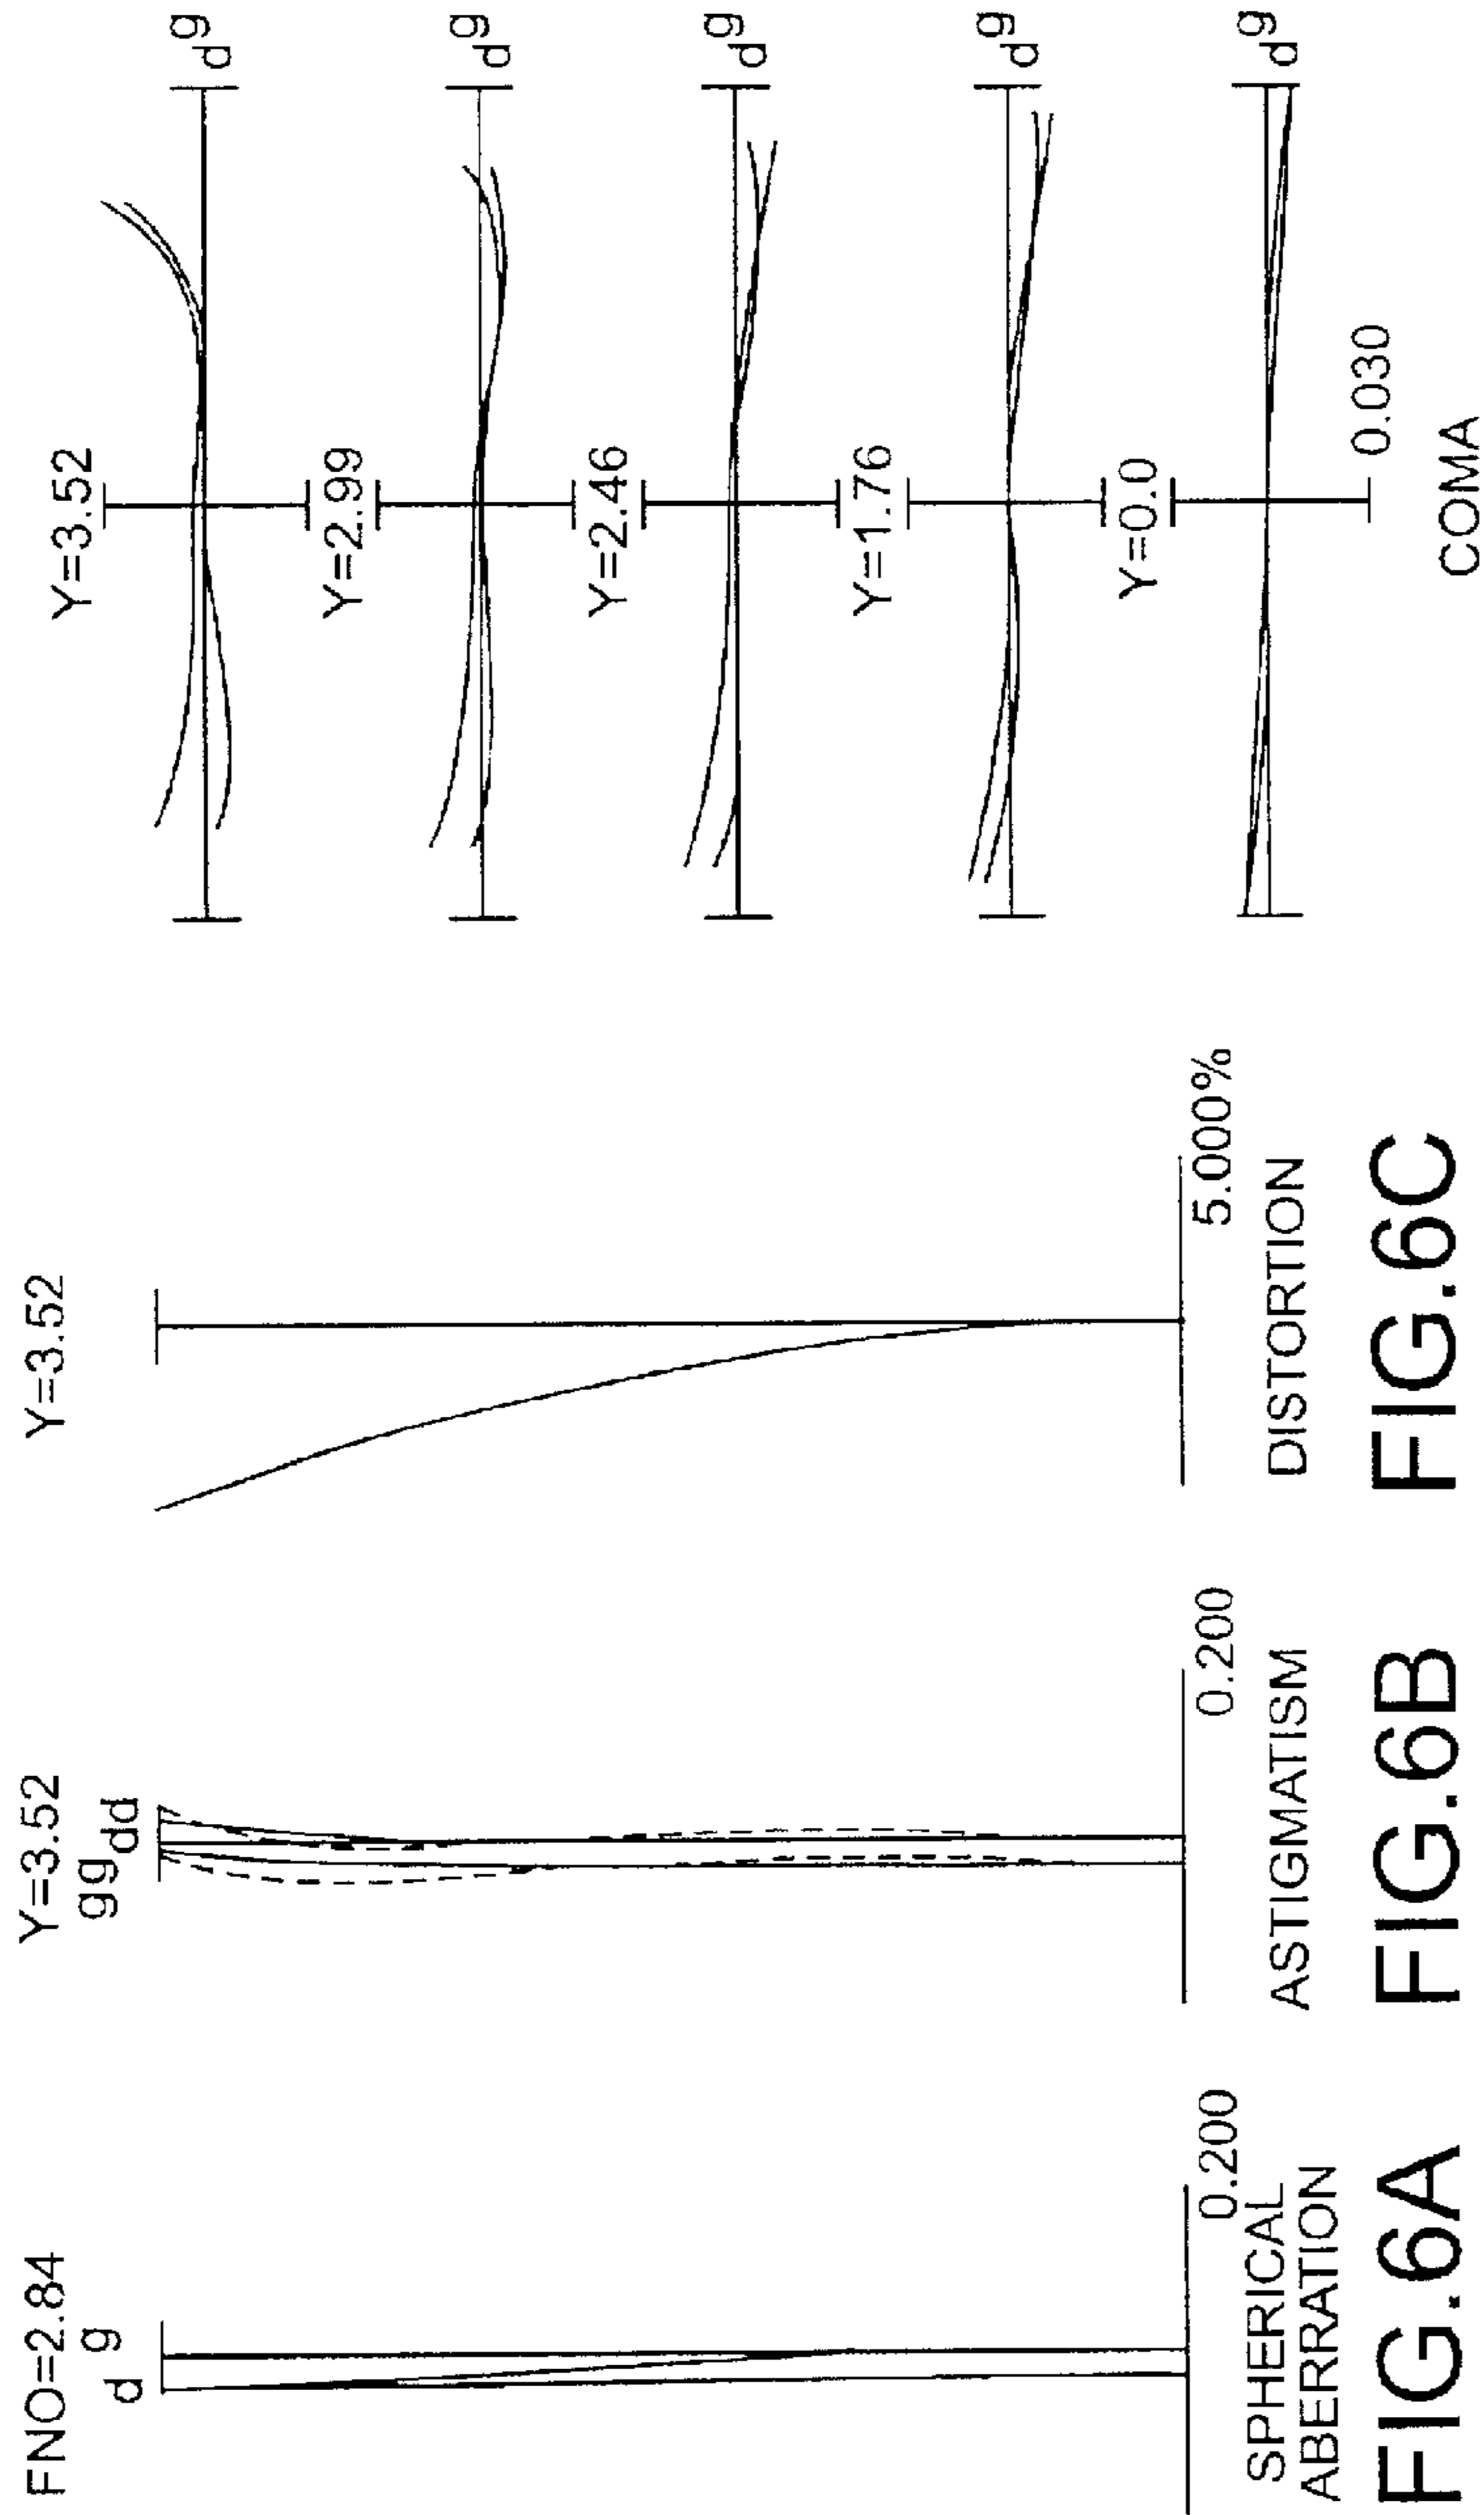 FNO=2.84
d
g
0.200
SPHERICAL
ABERRATION
FIG.6A
Y=3.52
gg
dd
0.200
ASTIGMATISM
FIG.6B
Y=3.52
5.000%
DISTORTION
FIG.6C
Y=3.52
g
d
Y=2.99
g
d
Y=2.46
g
d
Y=1.76
g
d
Y=0.0
g
d
0.030
COMA